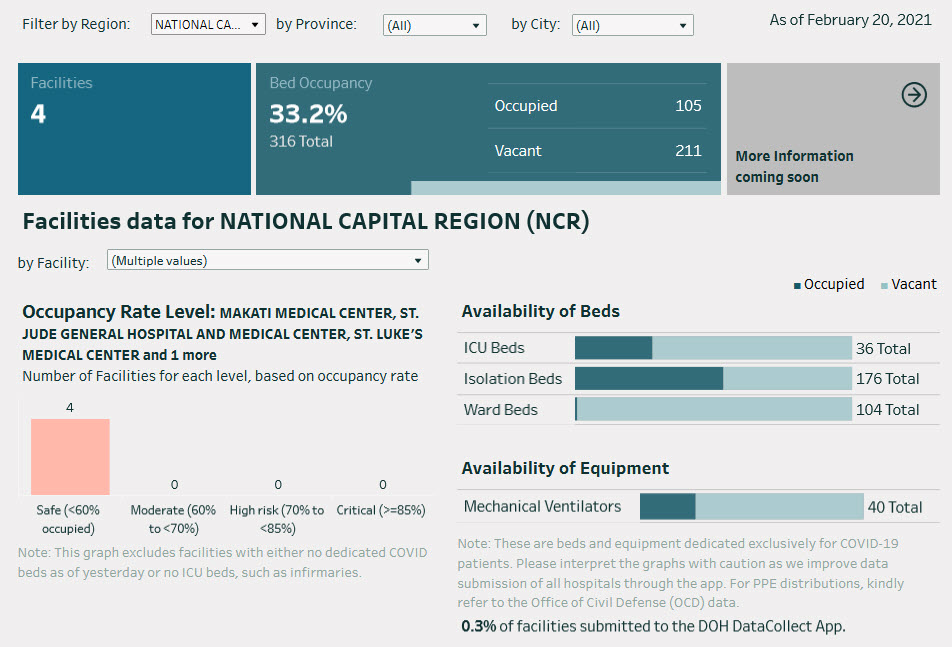 Filter by Region: NATIONAL CA... by Province: (All) by City: (All) As of February 20, 2021
Facilities
4
Bed Occupancy
33.2%
316 Total
Occupied 105
Vacant 211
More Information
coming soon
Facilities data for NATIONAL CAPITAL REGION (NCR)
by Facility: (Multiple values)
Occupied Vacant
Occupancy Rate Level: MAKATI MEDICAL CENTER, ST.
JUDE GENERAL HOSPITAL AND MEDICAL CENTER, ST. LUKE'S
MEDICAL CENTER and 1 more
Number of Facilities for each level, based on occupancy rate
4
0 0 0
Safe (<60% Moderate (60% High risk (70% to Critical (>=85%)
occupied) to <70%) <85%)
Note: This graph excludes facilities with either no dedicated COVID
beds as of yesterday or no ICU beds, such as infirmaries.
Availability of Beds
ICU Beds 36 Total
Isolation Beds 176 Total
Ward Beds 104 Total
Availability of Equipment
Mechanical Ventilators 40 Total
Note: These are beds and equipment dedicated exclusively for COVID-19
patients. Please interpret the graphs with caution as we improve data
submission of all hospitals through the app. For PPE distributions, kindly
refer to the Office of Civil Defense (OCD) data.
0.3% of facilities submitted to the DOH DataCollect App.